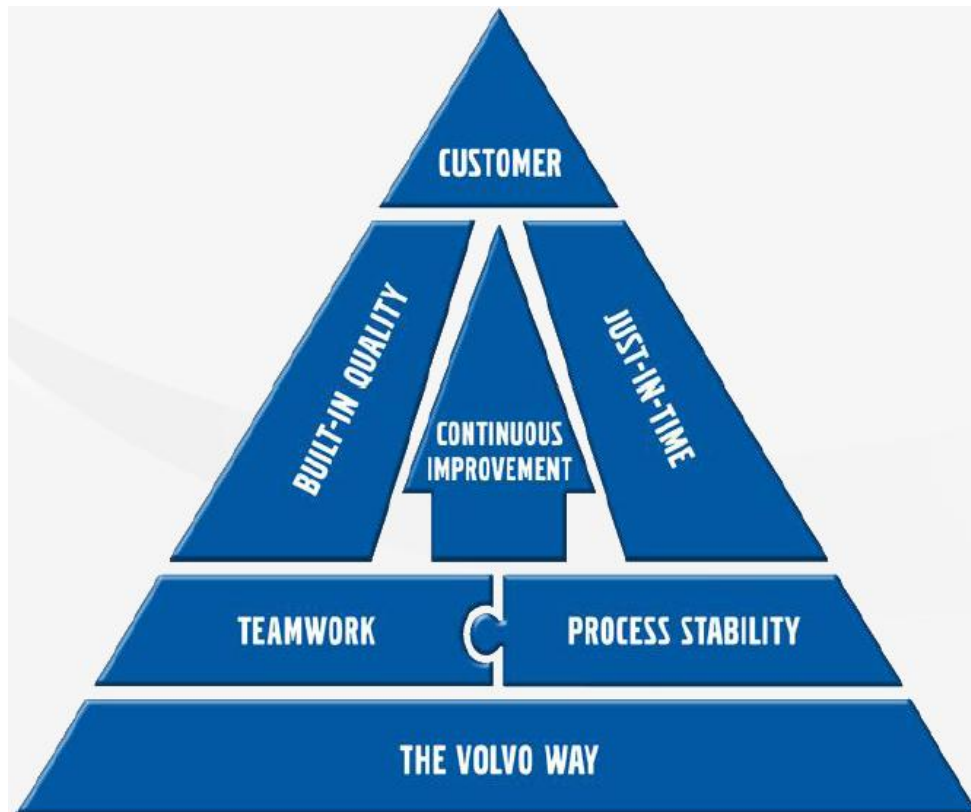 CUSTOMER
BUILT-IN QUALITY
CONTINUOUS
IMPROVEMENT
JUST-IN-TIME
TEAMWORK
PROCESS STABILITY
THE VOLVO WAY